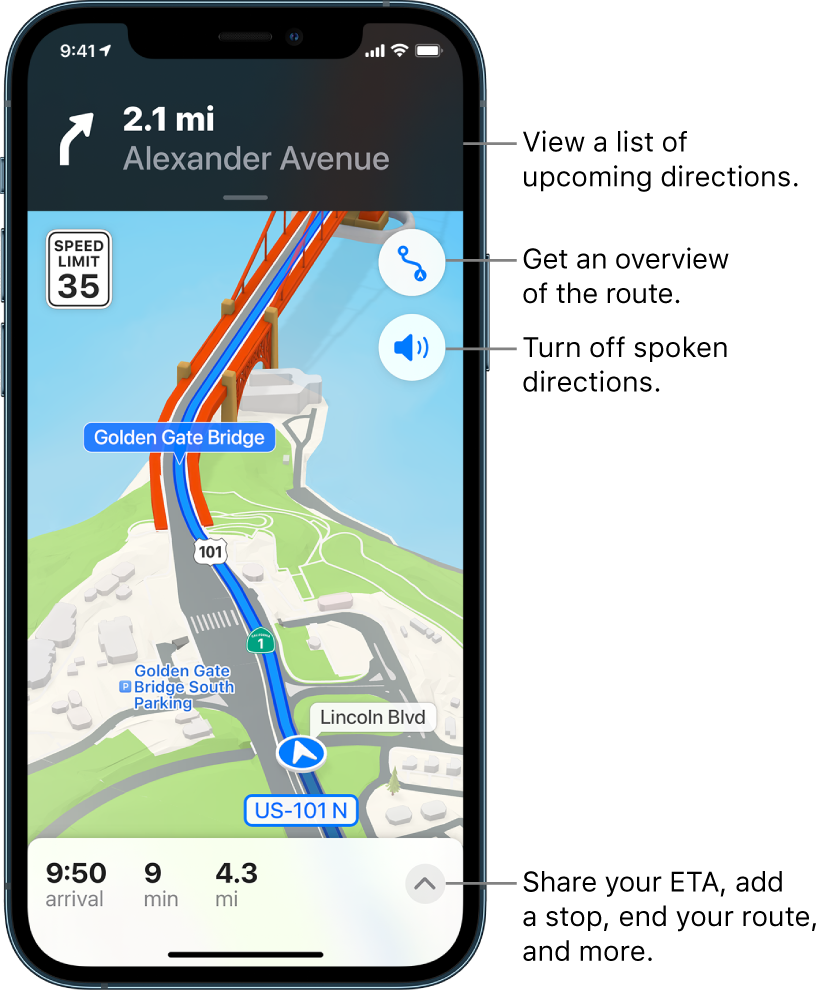 9:41
2.1 mi
Alexander Avenue
View a list of
upcoming directions.
SPEED
LIMIT
35
Get an overview
of the route.
Turn off spoken
directions.
Golden Gate Bridge
101
1
Golden Gate
P Bridge South
Parking
Lincoln Blvd
US-101 N
9:50 9 4.3
arrival min mi
Share your ETA, add
a stop, end your route,
and more.